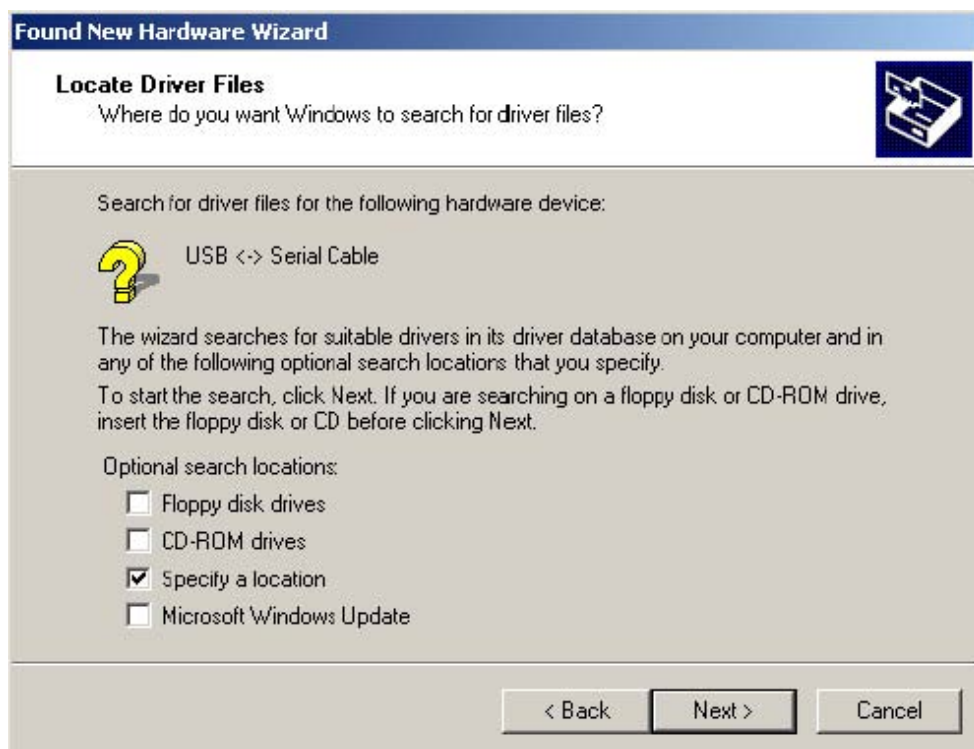 Found New Hardware Wizard
Locate Driver Files
Where do you want Windows to search for driver files?
Search for driver files for the following hardware device:
USB <-> Serial Cable
The wizard searches for suitable drivers in its driver database on your computer and in
any of the following optional search locations that you specify.
To start the search, click Next. If you are searching on a floppy disk or CD-ROM drive,
insert the floppy disk or CD before clicking Next.
Optional search locations:
Floppy disk drives
CD-ROM drives
Specify a location
Microsoft Windows Update
< Back
Next >
Cancel